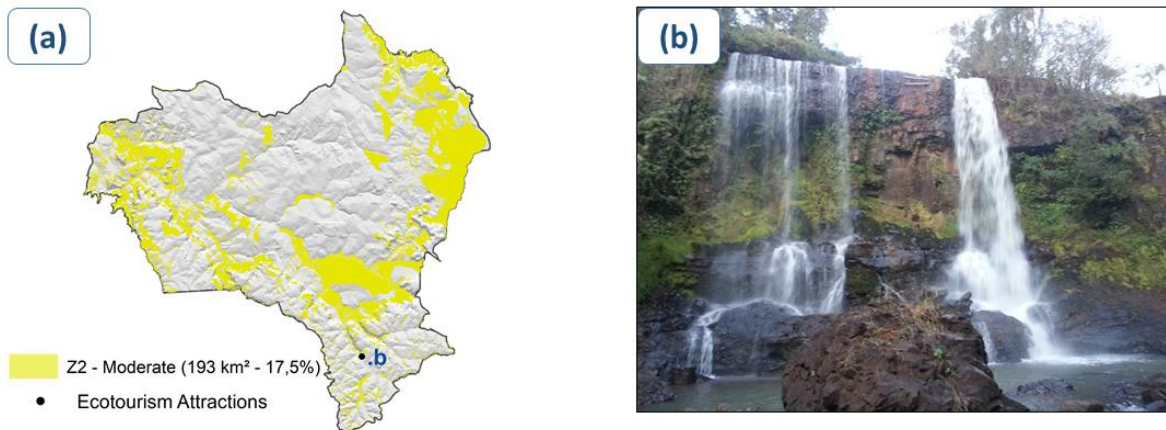 (a)
(b)
.b
Z2 - Moderate (193 km² - 17,5%)
Ecotourism Attractions